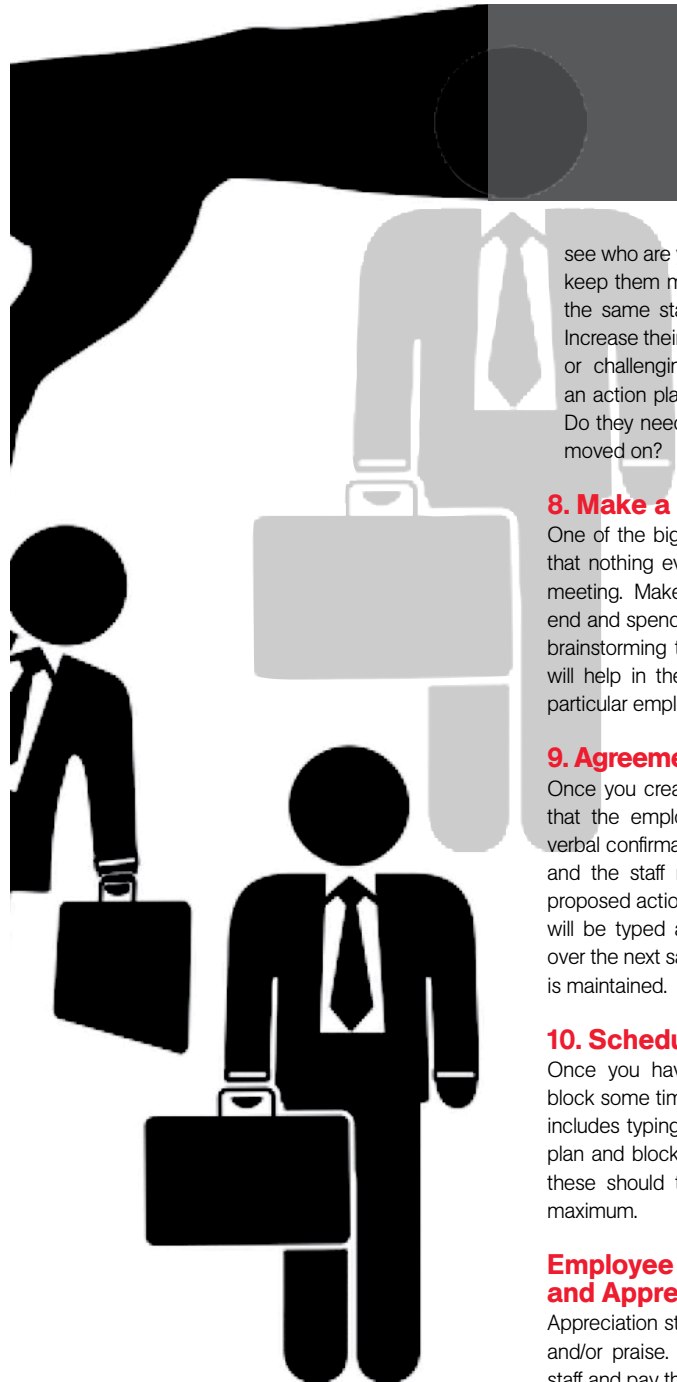 see who are
keep them m
the same sta
Increase their
or challengin
an action pla
Do they need
moved on?
8. Make a
One of the big
that nothing ev
meeting. Make
end and spend
brainstorming t
will help in the
particular empl
9. Agreeme
Once you crea
that the emplo
verbal confirma
and the staff
proposed actio
will be typed a
over the next sa
is maintained.
10. Schedu
Once you hav
block some tim
includes typing
plan and block
these should t
maximum.
Employee
and Appre
Appreciation st
and/or praise.
staff and pay th